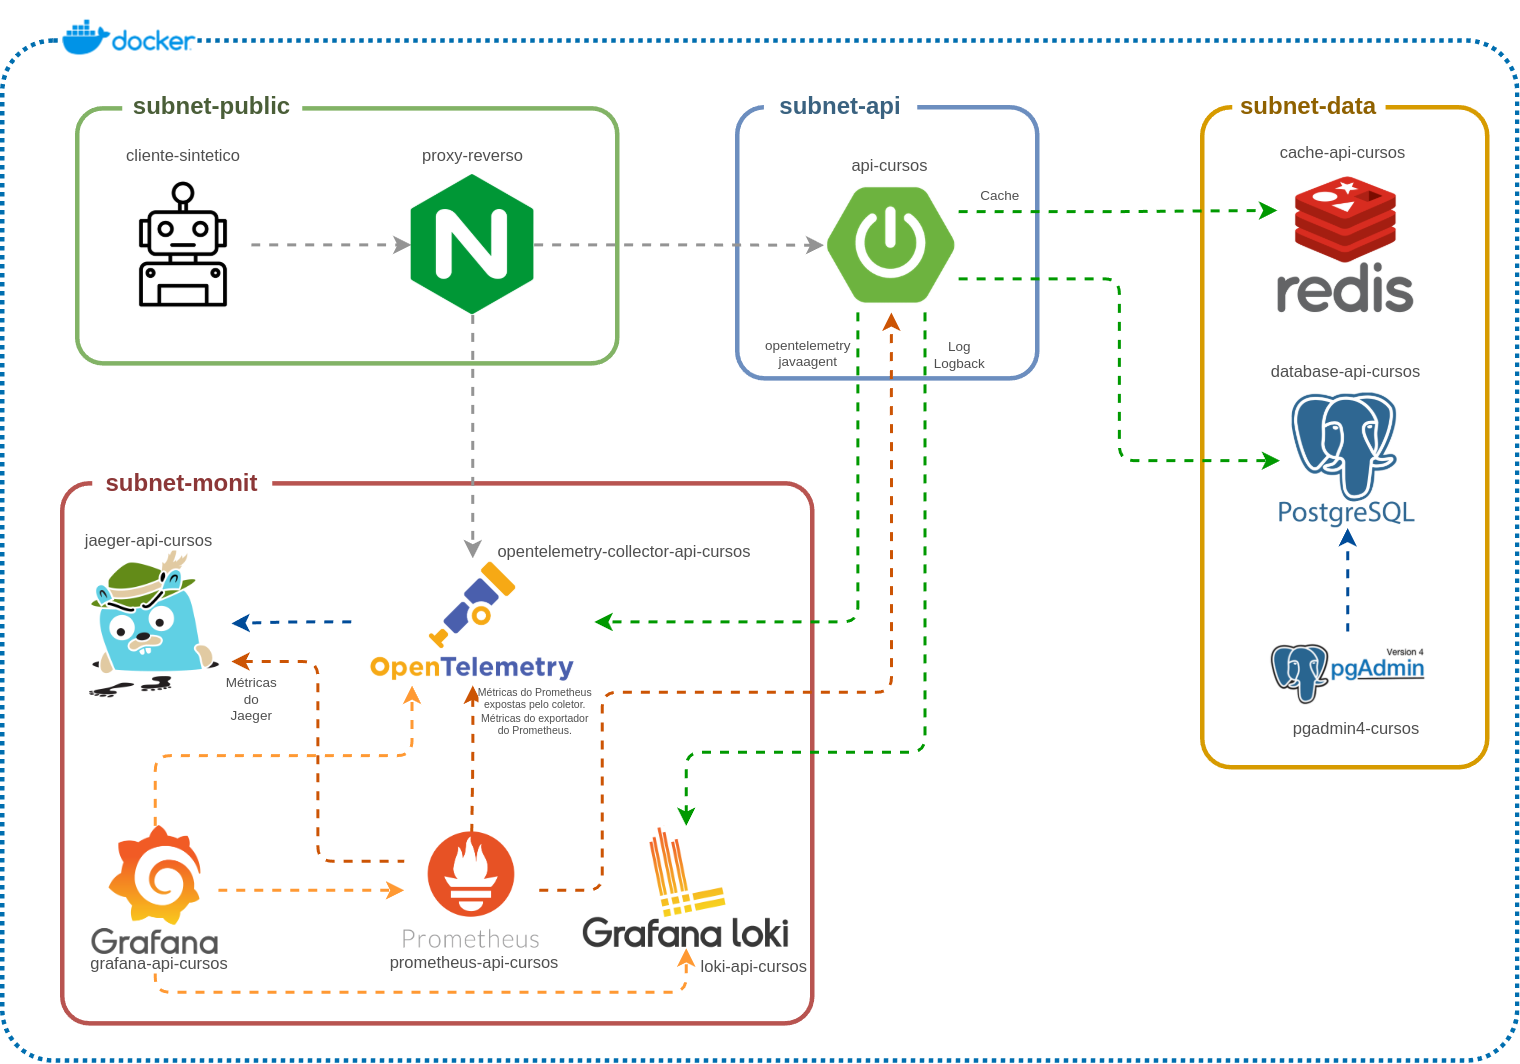 docker
subnet-public
subnet-api
subnet-data
cliente-sintetico
proxy-reverso
api-cursos
cache-api-cursos
Cache
N
redis
opentelemetry
javaagent
Log
Logback
database-api-cursos
PostgreSQL
subnet-monit
jaeger-api-cursos
opentelemetry-collector-api-cursos
OpenTelemetry
Métricas
do
Jaeger
Métricas do Prometheus
expostas pelo coletor.
Métricas do exportador
do Prometheus.
Version 4
pgAdmin
pgadmin4-cursos
Grafana
grafana-api-cursos
Prometheus
prometheus-api-cursos
Grafana loki
loki-api-cursos